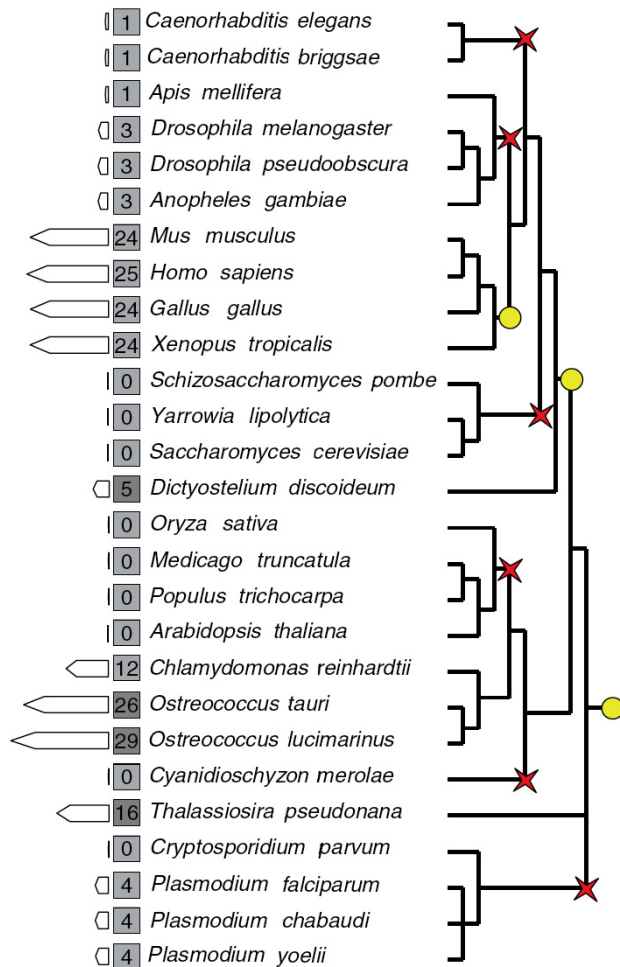 1 Caenorhabditis elegans
1 Caenorhabditis briggsae
1 Apis mellifera
3 Drosophila melanogaster
3 Drosophila pseudoobscura
3 Anopheles gambiae
24 Mus musculus
25 Homo sapiens
24 Gallus gallus
24 Xenopus tropicalis
0 Schizosaccharomyces pombe
0 Yarrowia lipolytica
0 Saccharomyces cerevisiae
5 Dictyostelium discoideum
0 Oryza sativa
0 Medicago truncatula
0 Populus trichocarpa
0 Arabidopsis thaliana
12 Chlamydomonas reinhardtii
26 Ostreococcus tauri
29 Ostreococcus lucimarinus
0 Cyanidioschyzon merolae
16 Thalassiosira pseudonana
0 Cryptosporidium parvum
4 Plasmodium falciparum
4 Plasmodium chabaudi
4 Plasmodium yoelii